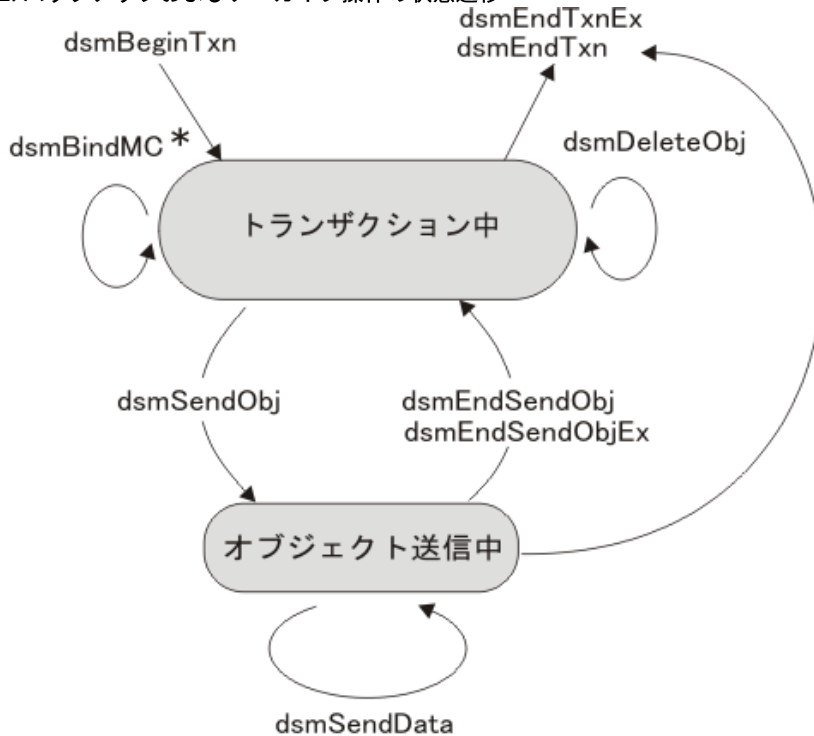 dsmBeginTxn
dsmEndTxnEx
dsmEndTxn
dsmBindMC *
dsmDeleteObj
トランザクション中
dsmSendObj
dsmEndSendObj
dsmEndSendObjEx
オブジェクト送信中
dsmSendData